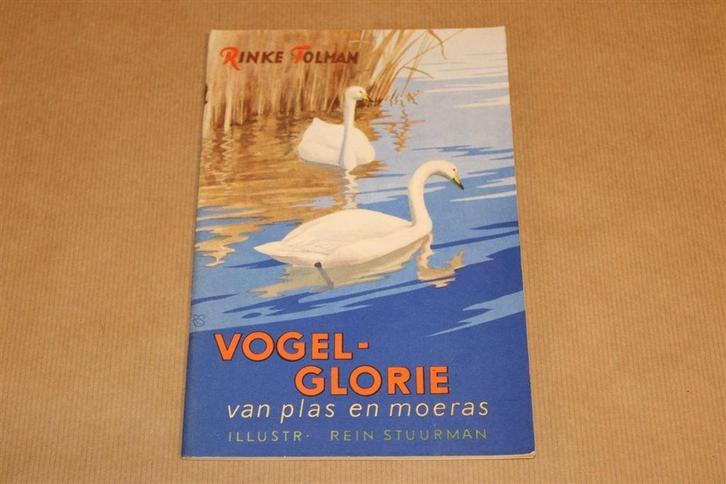 RINKE TOLMAN
VOGEL-
GLORIE
van plas en moeras
ILLUSTR. REIN STUURMAN